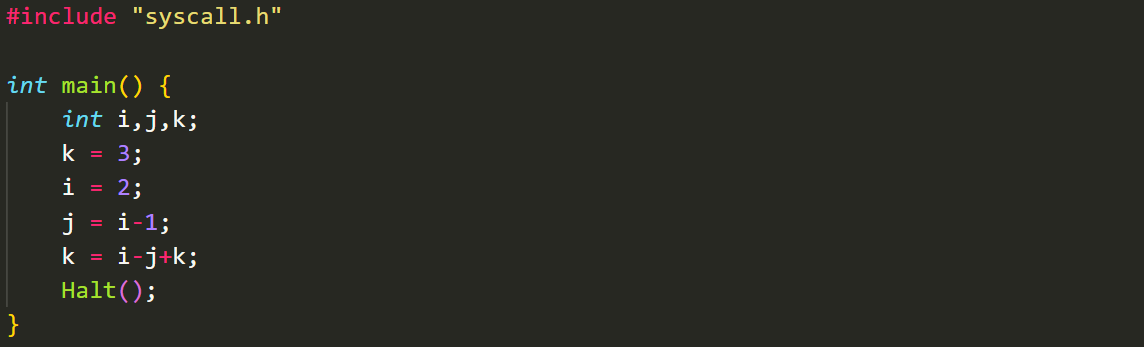 #include "syscall.h"

int main() {
    int i,j,k;
    k = 3;
    i = 2;
    j = i-1;
    k = i-j+k;
    Halt();
}